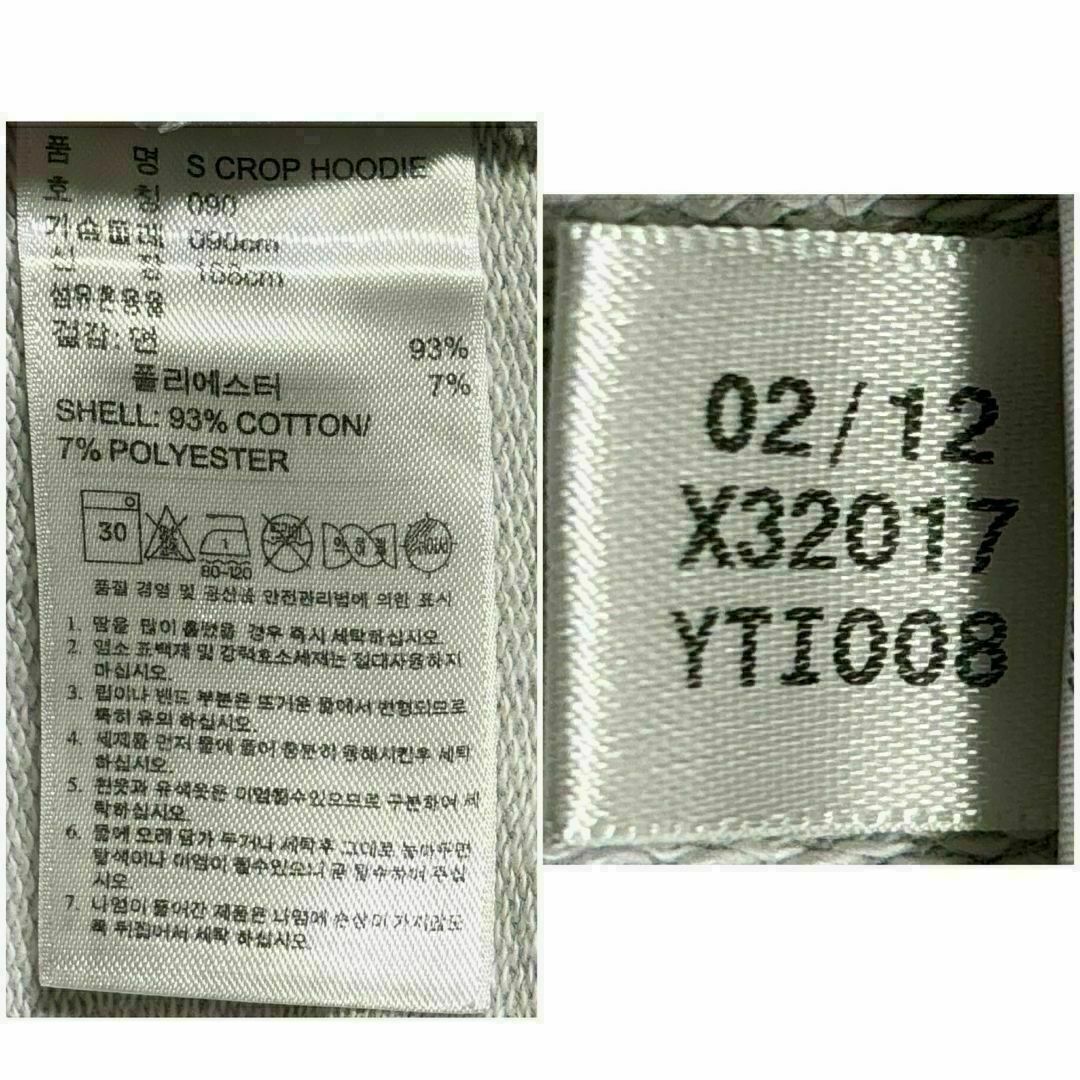 품 명 S CROP HOODIE
호 칭 090
가슴둘레 090cm
신 장 166cm
섬유혼용율
겉감: 면 93%
폴리에스터 7%
SHELL: 93% COTTON/
7% POLYESTER
30
80-120
품질 경영 및 공산품 안전관리법에 의한 표시
1. 땀을 많이 흘렸을 경우 즉시 세탁하십시오
2. 염소 표백제 및 강력효소세재는 절대사용하지
마십시오.
3. 립이나 밴드 부분은 뜨거운 물에서 변형되므로
특히 유의 하십시오.
4. 세제를 먼저 물에 풀어 충분히 용해시킨후 세탁
하십시오.
5. 흰옷과 유색옷은 이염될수있으므로 구분하여 세
탁하십시오.
6. 물에 오래 담가 두거나 세탁후 그대로 놓아두면
탈색이나 이염이 될수있으니 곧 탈수하여 주십
시오.
7. 나염이 들어간 제품은 나염에 손상이 가지않도
록 뒤집어서 세탁 하십시오.
02/12
X32017
YTI008